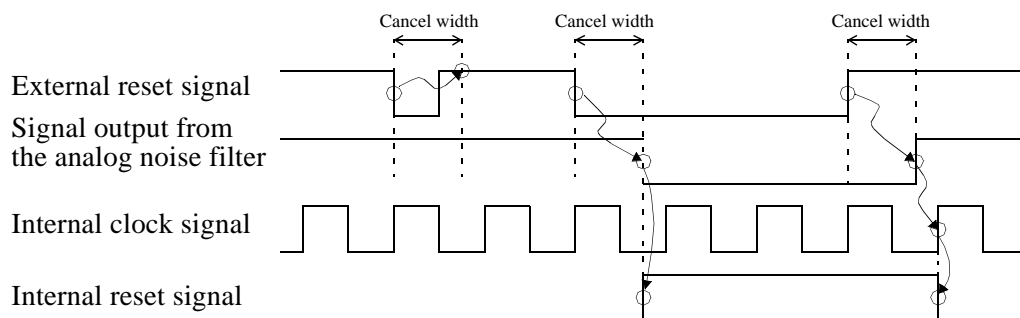 Cancel width
Cancel width
Cancel width
External reset signal
Signal output from
the analog noise filter
Internal clock signal
Internal reset signal